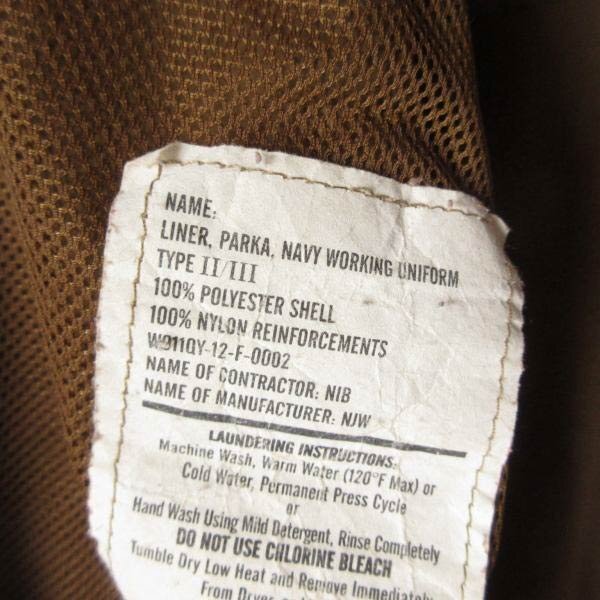 NAME:
LINER, PARKA, NAVY WORKING UNIFORM
TYPE II/III
100% POLYESTER SHELL
100% NYLON REINFORCEMENTS
W911QY-12-F-0002
NAME OF CONTRACTOR: NIB
NAME OF MANUFACTURER: NJW
LAUNDERING INSTRUCTIONS:
Machine Wash, Warm Water (120°F Max) or
Cold Water, Permanent Press Cycle
or
Hand Wash Using Mild Detergent, Rinse Completely
DO NOT USE CHLORINE BLEACH
Tumble Dry Low Heat and Remove Immediately
From Dryer,